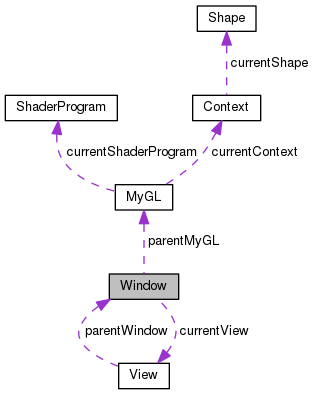 Shape
currentShape
ShaderProgram
Context
currentShaderProgram
currentContext
MyGL
parentMyGL
Window
parentWindow
currentView
View